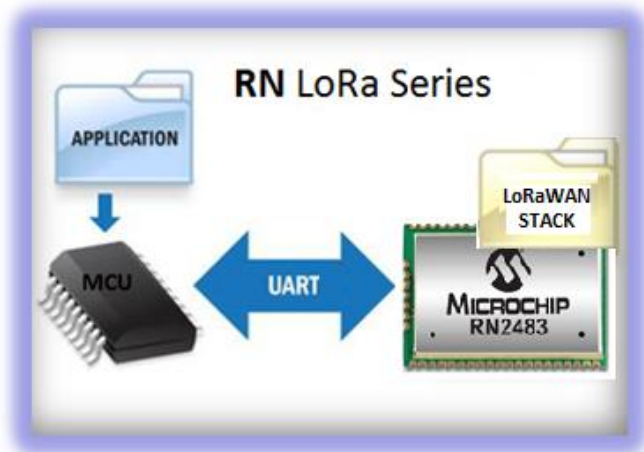 RN LoRa Series
APPLICATION
LoRaWAN
STACK
MCU
UART
MICROCHIP
RN2483